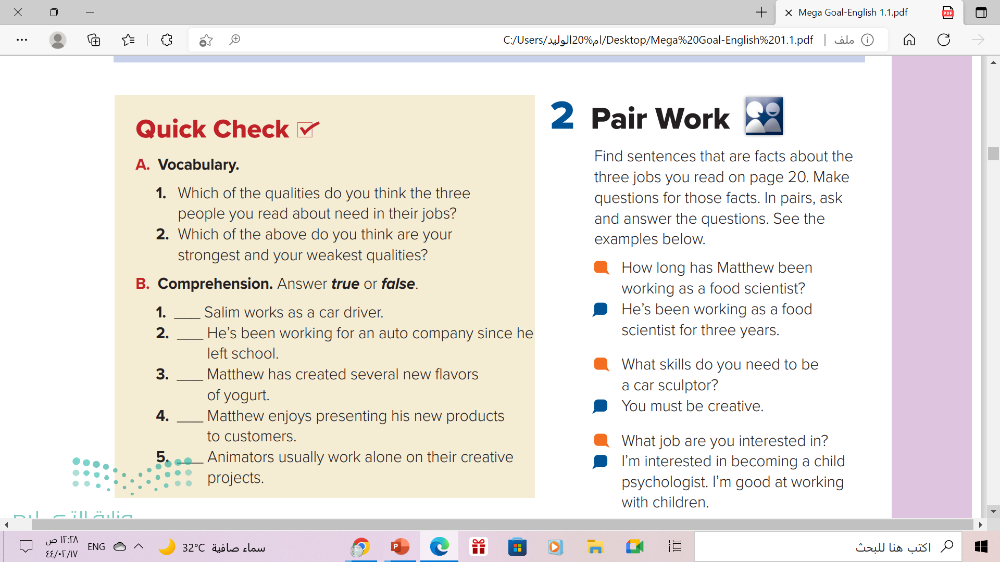 Mega Goal-English 1.1.pdf
PDF
C:/Users/ام%20الوليد/Desktop/Mega%20Goal-English%201.1.pdf
ملف
Quick Check
A. Vocabulary.
1. Which of the qualities do you think the three
people you read about need in their jobs?
2. Which of the above do you think are your
strongest and your weakest qualities?
B. Comprehension. Answer true or false.
1. ___ Salim works as a car driver.
2. ___ He’s been working for an auto company since he
left school.
3. ___ Matthew has created several new flavors
of yogurt.
4. ___ Matthew enjoys presenting his new products
to customers.
5. ___ Animators usually work alone on their creative
projects.
2 Pair Work
Find sentences that are facts about the
three jobs you read on page 20. Make
questions for those facts. In pairs, ask
and answer the questions. See the
examples below.
How long has Matthew been
working as a food scientist?
He’s been working as a food
scientist for three years.
What skills do you need to be
a car sculptor?
You must be creative.
What job are you interested in?
I’m interested in becoming a child
psychologist. I’m good at working
with children.
وزارة التعليم
١٢:٢٨ ص
٤٤/٠٢/١٧
ENG
32°C سماء صافية
P
اكتب هنا للبحث